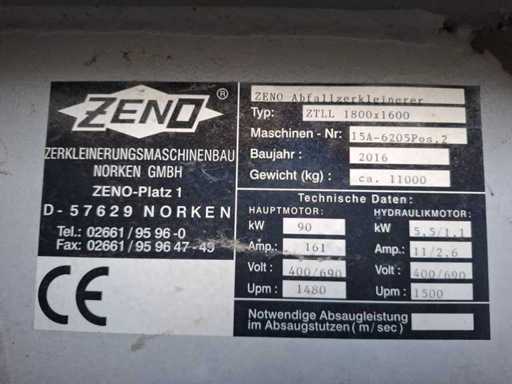 ZENO ®
ZERKLEINERUNGSMASCHINENBAU
NORKEN GMBH
ZENO-Platz 1
D-57629 NORKEN
Tel.: 02661/95 96-0
Fax: 02661/95 96 47-49
CE
ZENO Abfallzerkleinerer
Typ: ZTLL 1800x1600
Maschinen-Nr: 15A-6205Pos.2
Baujahr: 2016
Gewicht (kg): ca. 11000
Technische Daten:
HAUPTMOTOR: HYDRAULIKMOTOR:
kW 90 kW 5,5/1,1
Amp.: 161 Amp.: 11/2,6
Volt: 400/690 Volt: 400/690
Upm: 1480 Upm: 1500
Notwendige Absaugleistung
im Absaugstutzen (m/sec)